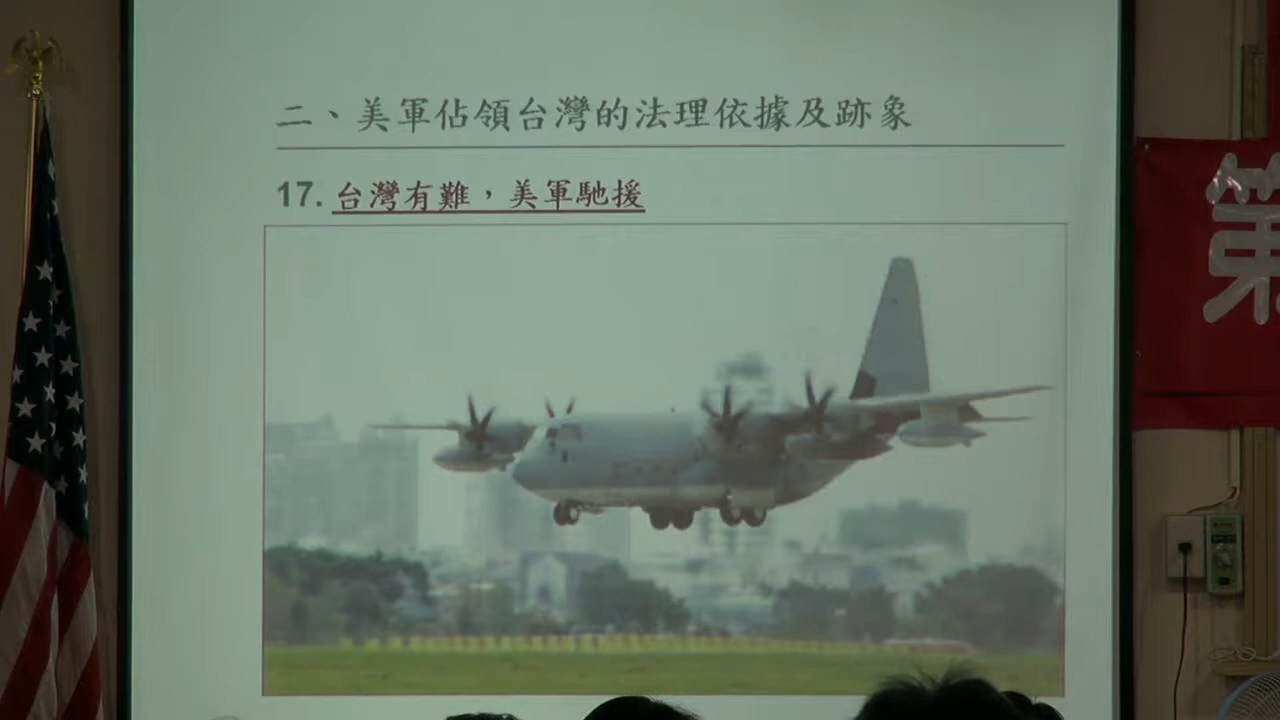 二、美軍佔領台灣的法理依據及跡象
17. 台灣有難，美軍馳援
第